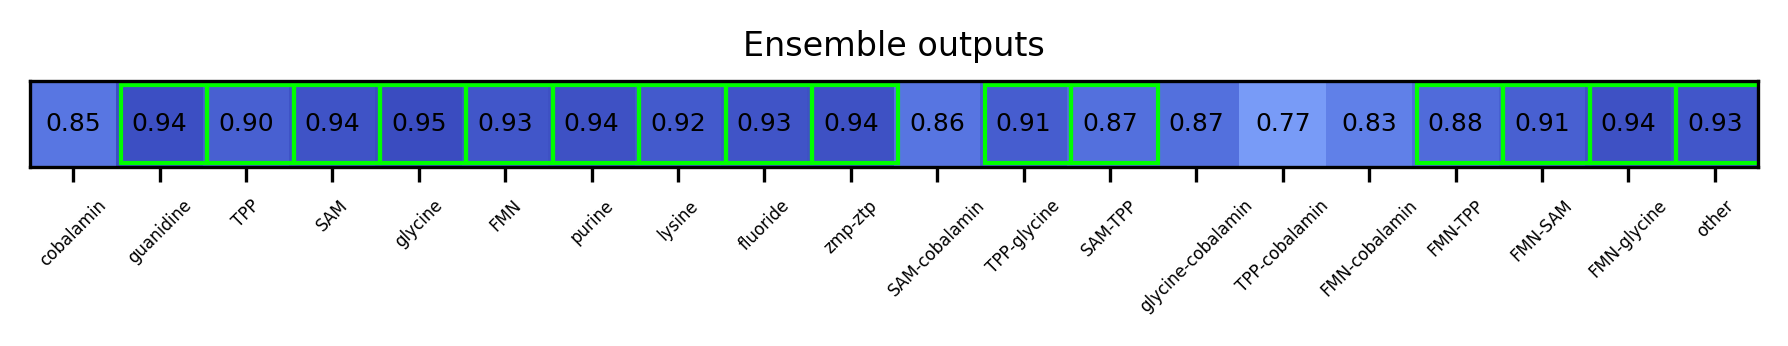 Ensemble outputs
0.85 0.94 0.90 0.94 0.95 0.93 0.94 0.92 0.93 0.94 0.86 0.91 0.87 0.87 0.77 0.83 0.88 0.91 0.94 0.93
cobalamin guanidine TPP SAM glycine FMN purine lysine fluoride zmp-ztp SAM-cobalamin TPP-glycine SAM-TPP glycine-cobalamin TPP-cobalamin FMN-cobalamin FMN-TPP FMN-SAM FMN-glycine other